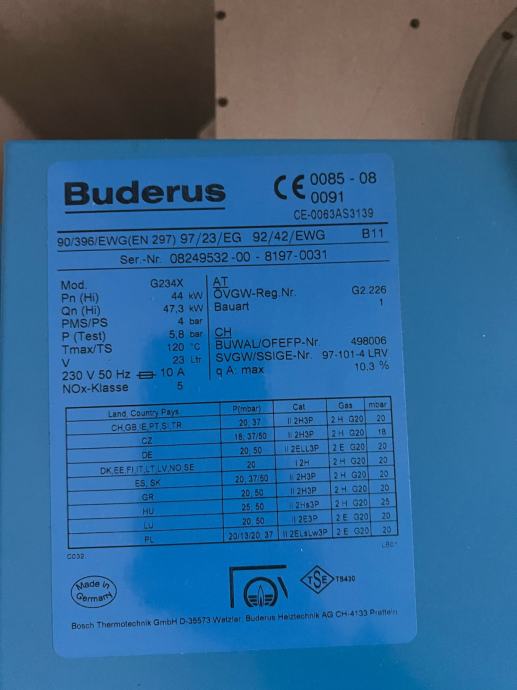 Buderus
CE 0085 - 08
0091
CE-0063AS3139
90/396/EWG(EN 297) 97/23/EG 92/42/EWG B11
Ser.-Nr. 08249532-00 - 8197-0031
Mod. G234X
Pn (Hi) 44 kW
Qn (Hi) 47,3 kW
PMS/PS 4 bar
P (Test) 5,8 bar
Tmax/TS 120 °C
V 23 Ltr
230 V 50 Hz 10 A
NOx-Klasse 5
AT
ÖVGW-Reg.Nr. G2.226
Bauart 1
CH
BUWAL/OFEFP-Nr. 498006
SVGW/SSIGE-Nr. 97-101-4 LRV
q A: max 10.3 %
Land, Country Pays P(mbar) Cat Gas mbar
CH,GB,IE,PT,SI,TR 20; 37 II 2H3P 2 H G20 20
CZ 18; 37/50 II 2H3P 2 H G20 18
DE 20; 50 II 2ELL3P 2 E G20 20
DK,EE,FI,IT,LT,LV,NO,SE 20 I 2H 2 H G20 20
ES, SK 20; 37/50 II 2H3P 2 H G20 20
GR 20; 50 II 2H3P 2 H G20 20
HU 25; 50 II 2Hs3P 2 H G20 25
LU 20; 50 II 2E3P 2 E G20 20
PL 20/13/20; 37 II 2ELsLw3P 2 E G20 20
C032
Made in
Germany
TSE TS430
Bosch Thermotechnik GmbH D-35573 Wetzlar, Buderus Heiztechnik AG CH-4133 Pratteln